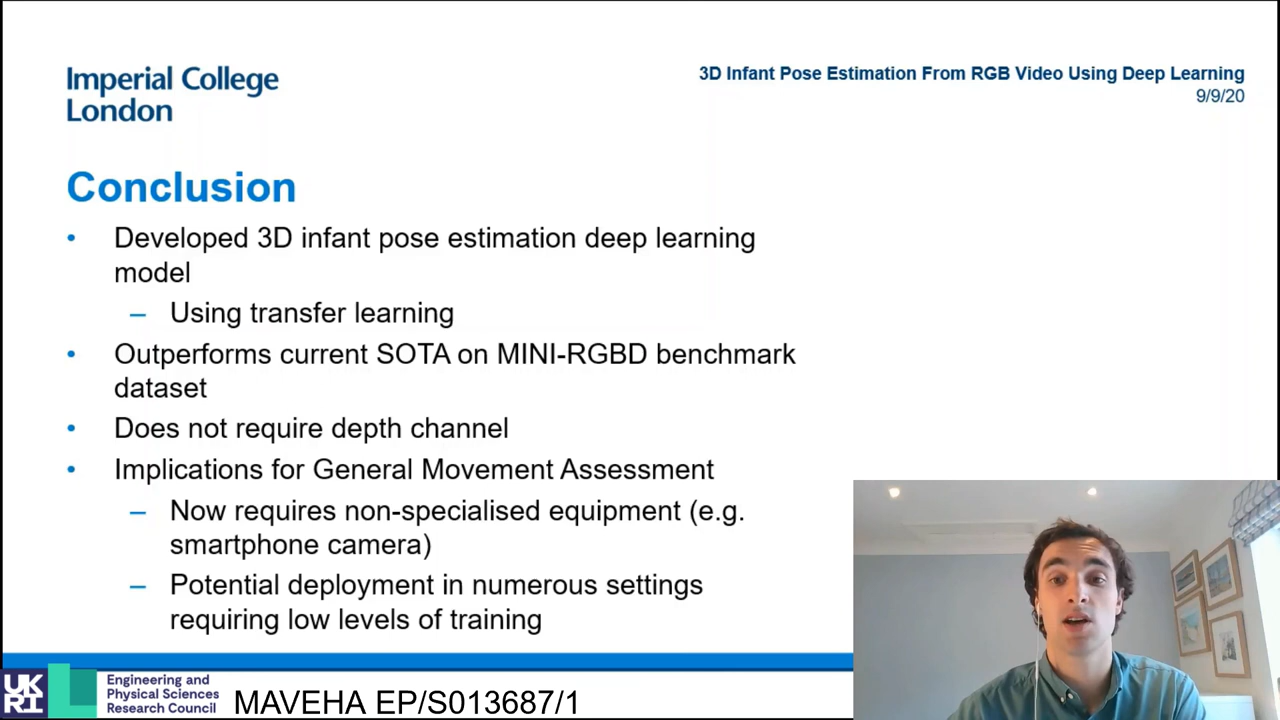 Imperial College
London
3D Infant Pose Estimation From RGB Video Using Deep Learning
9/9/20
Conclusion
• Developed 3D infant pose estimation deep learning
model
– Using transfer learning
• Outperforms current SOTA on MINI-RGBD benchmark
dataset
• Does not require depth channel
• Implications for General Movement Assessment
– Now requires non-specialised equipment (e.g.
smartphone camera)
– Potential deployment in numerous settings
requiring low levels of training
UK
RI
Engineering and
Physical Sciences
Research Council
MAVEHA EP/S013687/1